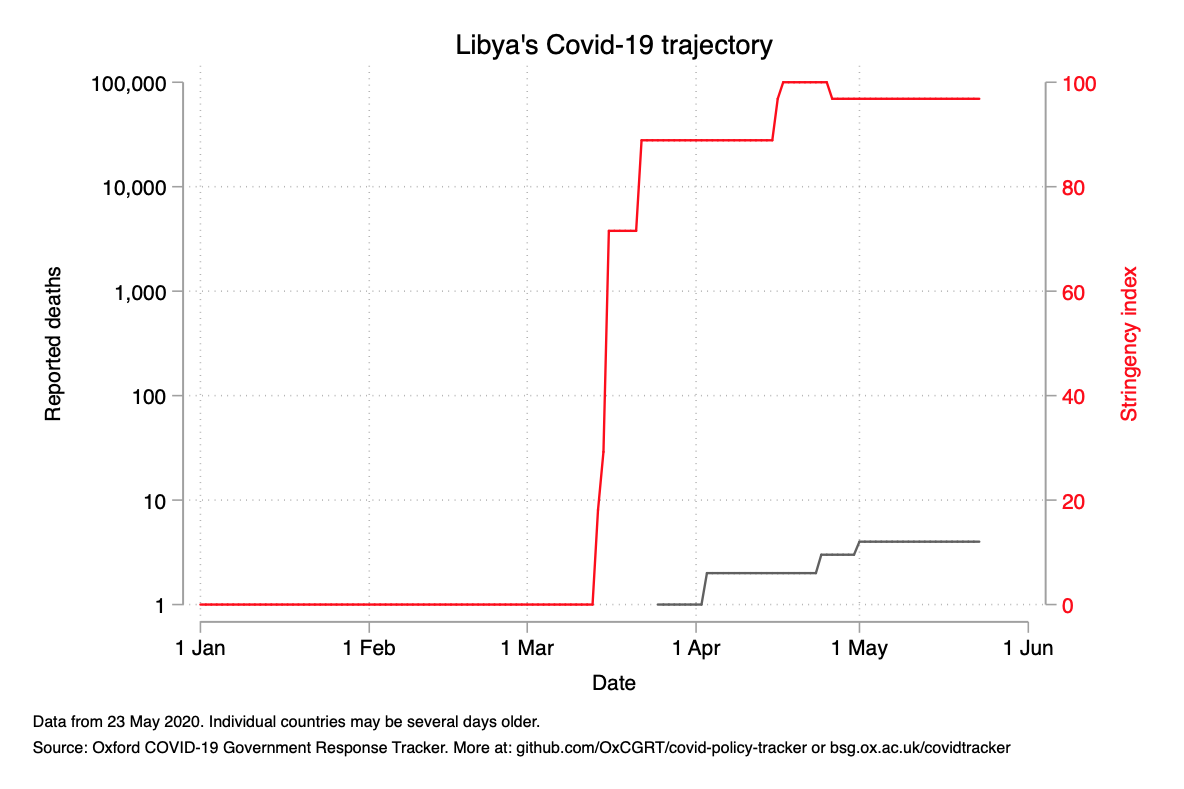 Libya's Covid-19 trajectory
100,000
10,000
1,000
100
10
1
Reported deaths
100
80
60
40
20
0
Stringency index
1 Jan 1 Feb 1 Mar 1 Apr 1 May 1 Jun
Date
Data from 23 May 2020. Individual countries may be several days older.
Source: Oxford COVID-19 Government Response Tracker. More at: github.com/OxCGRT/covid-policy-tracker or bsg.ox.ac.uk/covidtracker